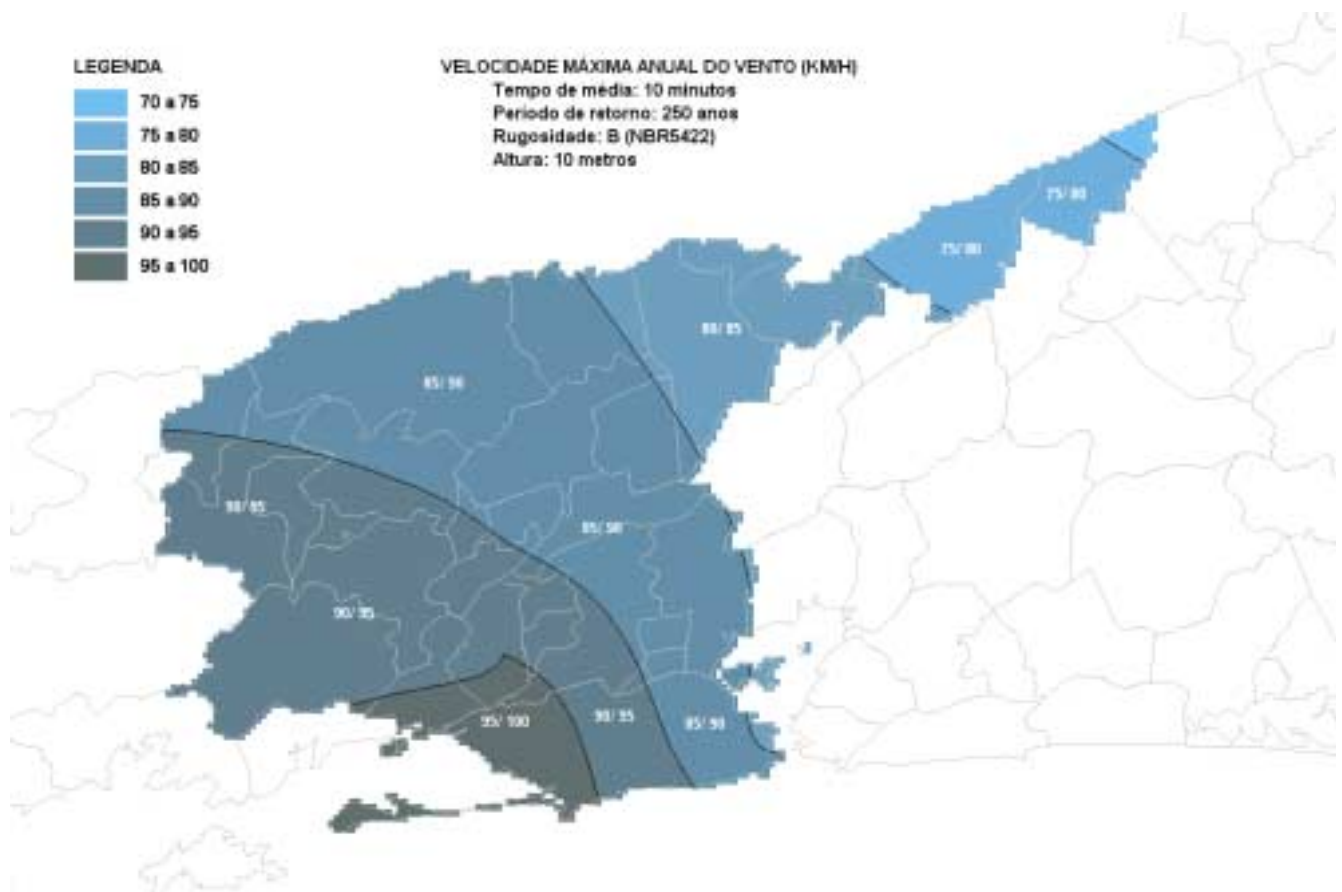 LEGENDA
70 a 75
75 a 80
80 a 85
85 a 90
90 a 95
95 a 100
VELOCIDADE MÁXIMA ANUAL DO VENTO (KM/H)
Tempo de média: 10 minutos
Período de retorno: 250 anos
Rugosidade: B (NBR5422)
Altura: 10 metros
75/ 80
75/ 80
80/ 85
85/ 90
90/ 95
85/ 90
90/ 95
95/ 100
90/ 95
85/ 90